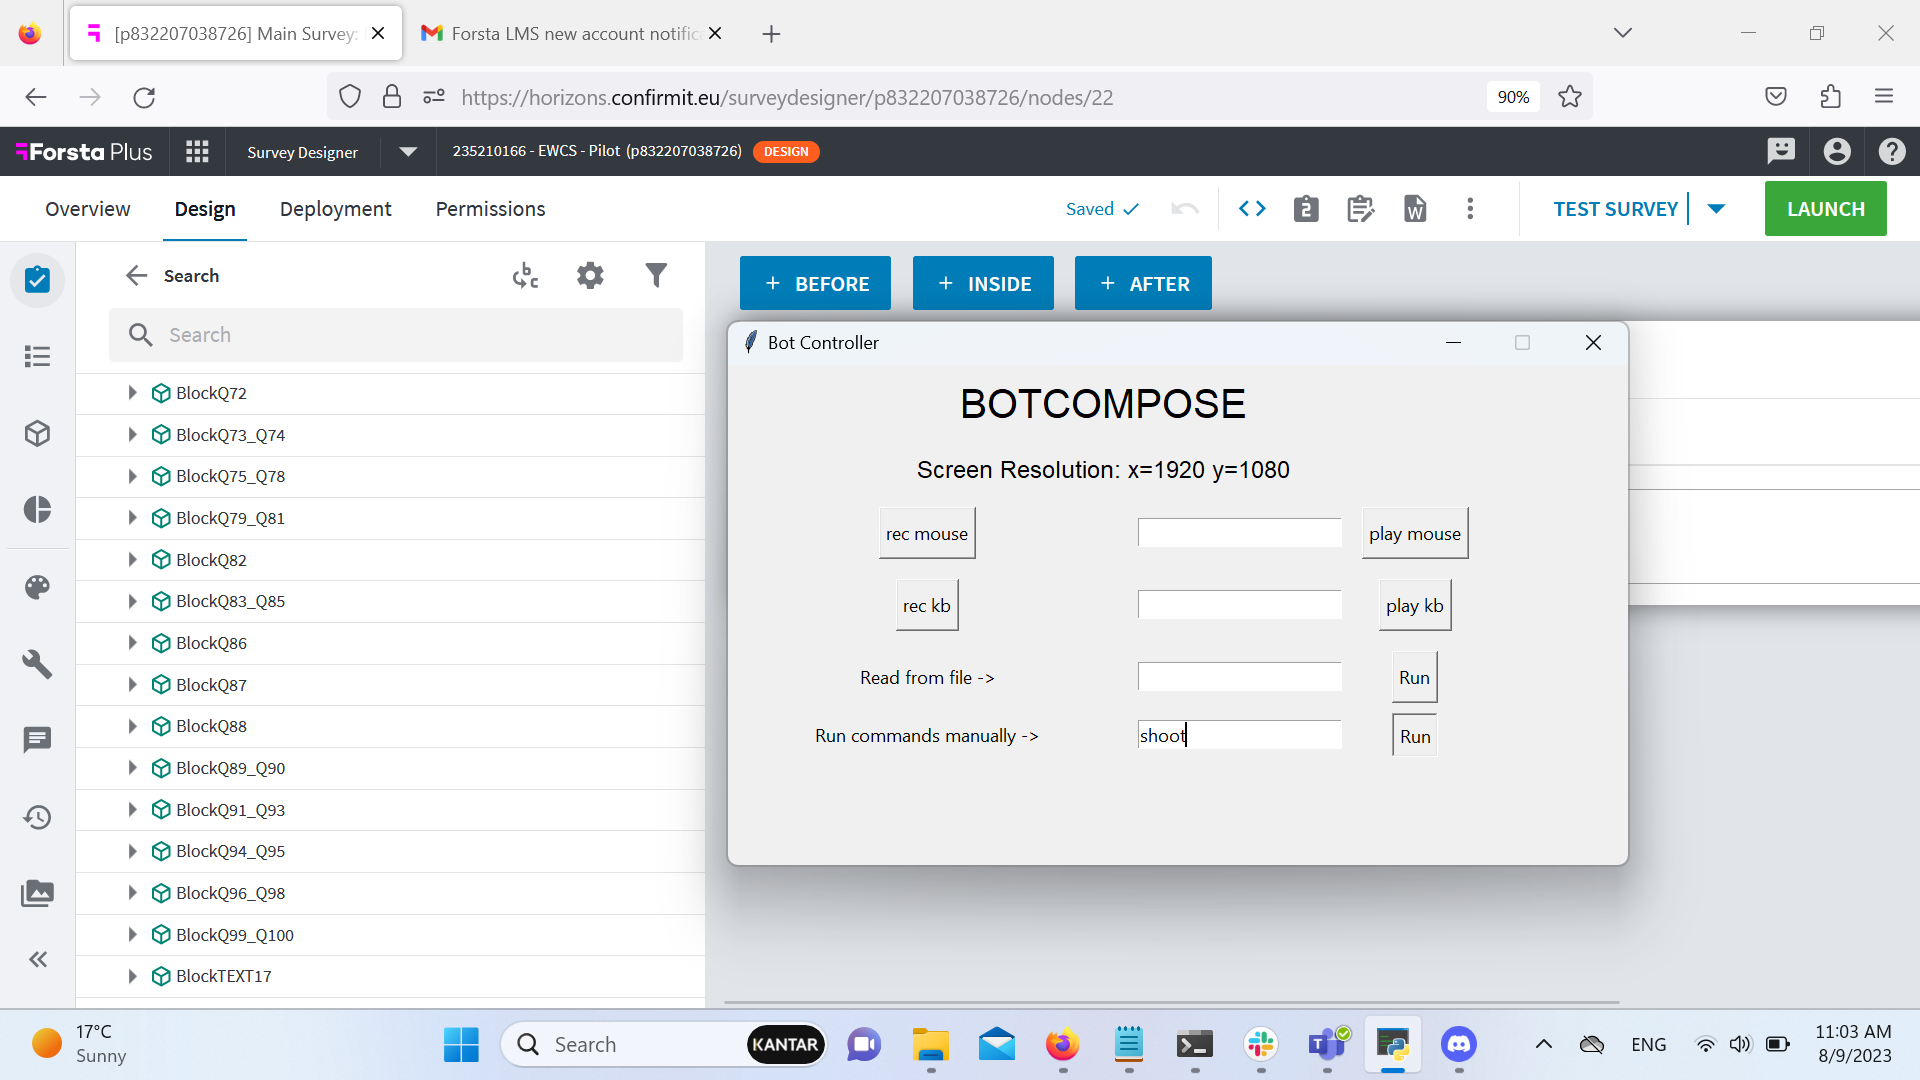 [p832207038726] Main Survey:
Forsta LMS new account notific
https://horizons.confirmit.eu/surveydesigner/p832207038726/nodes/22
90%
Forsta Plus
Survey Designer
235210166 - EWCS - Pilot (p832207038726)
DESIGN
Overview
Design
Deployment
Permissions
Saved
2
W
TEST SURVEY
LAUNCH
Search
Search
BlockQ72
BlockQ73_Q74
BlockQ75_Q78
BlockQ79_Q81
BlockQ82
BlockQ83_Q85
BlockQ86
BlockQ87
BlockQ88
BlockQ89_Q90
BlockQ91_Q93
BlockQ94_Q95
BlockQ96_Q98
BlockQ99_Q100
BlockTEXT17
+ BEFORE
+ INSIDE
+ AFTER
Bot Controller
BOTCOMPOSE
Screen Resolution: x=1920 y=1080
rec mouse
play mouse
rec kb
play kb
Read from file ->
Run
Run commands manually ->
shoot
Run
17°C
Sunny
Search
KANTAR
ENG
11:03 AM
8/9/2023